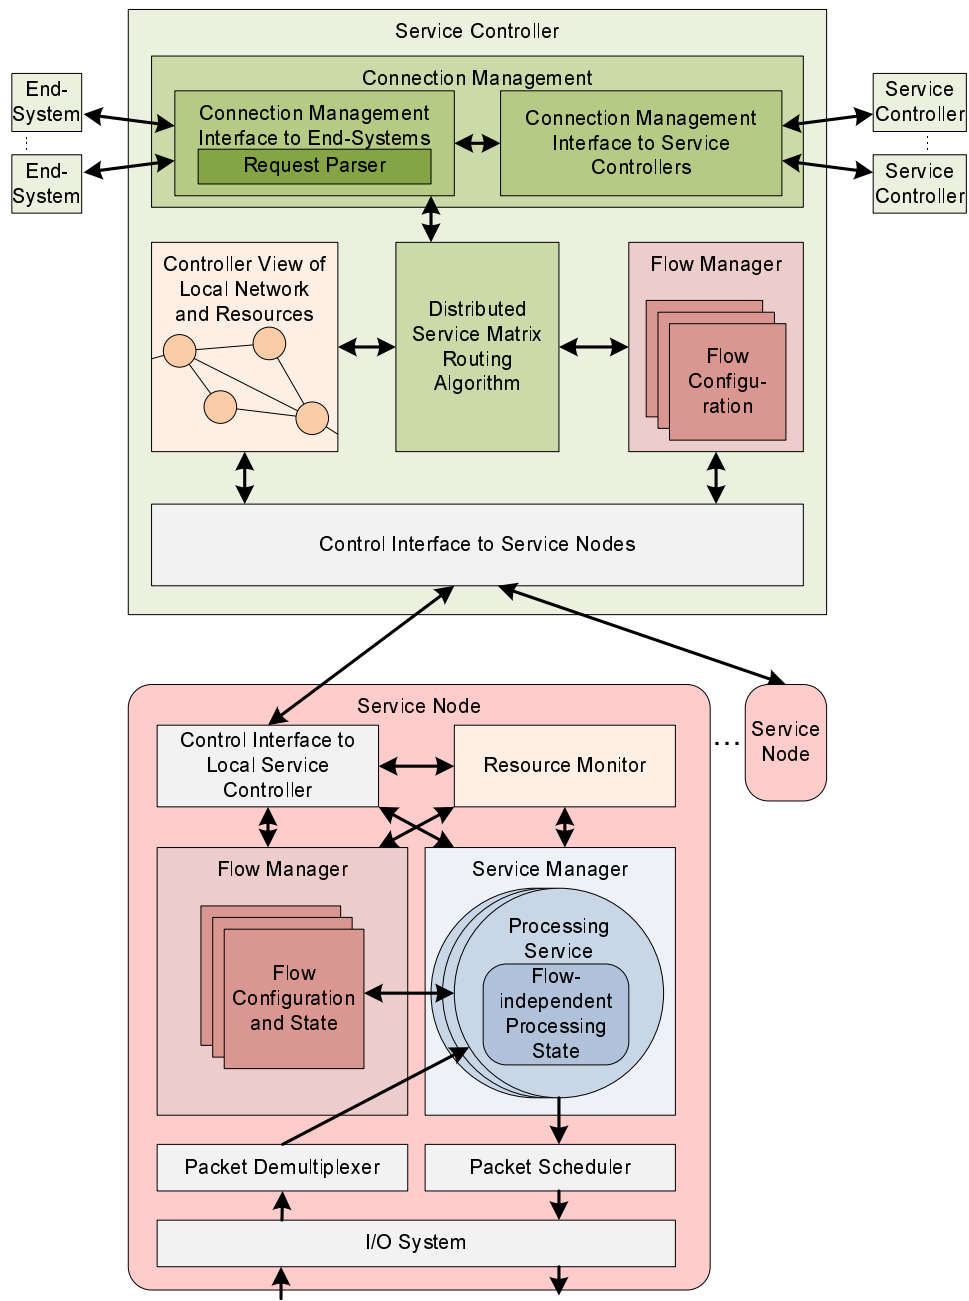 Service Controller
Connection Management
End-
System
End-
System
Connection Management
Interface to End-Systems
Request Parser
Connection Management
Interface to Service
Controllers
Service
Controller
Service
Controller
Controller View of
Local Network
and Resources
Distributed
Service Matrix
Routing
Algorithm
Flow Manager
Flow
Configu-
ration
Control Interface to Service Nodes
Service Node
Control Interface to
Local Service
Controller
Resource Monitor
...
Service
Node
Flow Manager
Flow
Configuration
and State
Service Manager
Processing
Service
Flow-
independent
Processing
State
Packet Demultiplexer
Packet Scheduler
I/O System